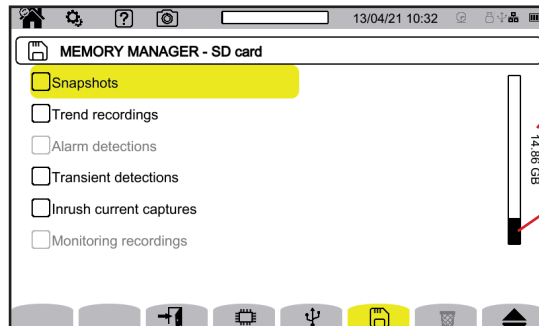 13/04/21 10:32
MEMORY MANAGER - SD card
Snapshots
Trend recordings
Alarm detections
Transient detections
Inrush current captures
Monitoring recordings
14.86 GB